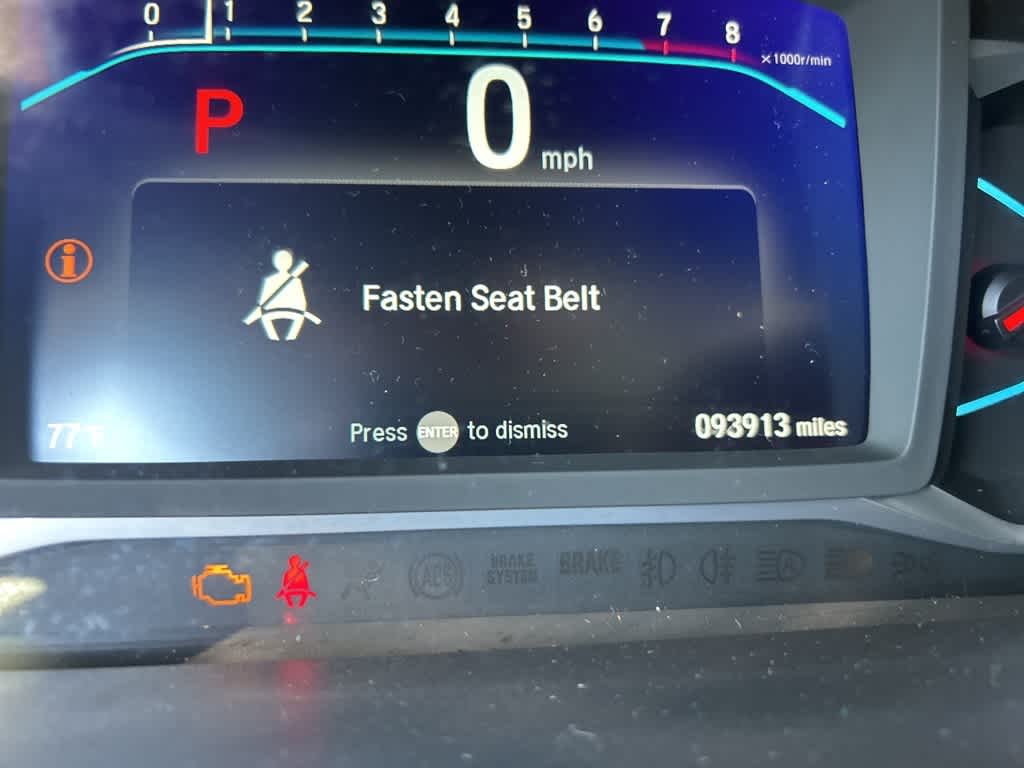 0 1 2 3 4 5 6 7 8
×1000r/min
P 0 mph
Fasten Seat Belt
77°F
Press ENTER to dismiss
093913 miles
ABS
BRAKE
SYSTEM
BRAKE
A